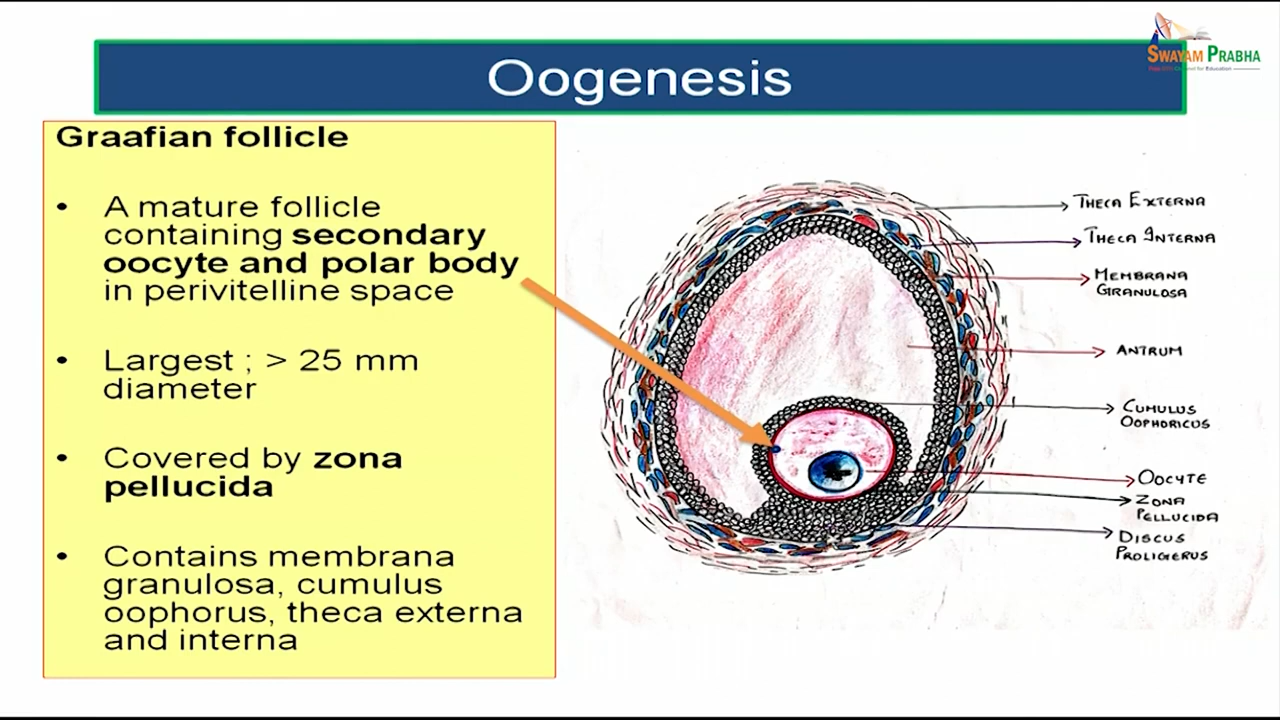 SWAYAM PRABHA
Oogenesis
Graafian follicle
• A mature follicle
containing secondary
oocyte and polar body
in perivitelline space
• Largest ; > 25 mm
diameter
• Covered by zona
pellucida
• Contains membrana
granulosa, cumulus
oophorus, theca externa
and interna
THECA EXTERNA
THECA INTERNA
MEMBRANA
GRANULOSA
ANTRUM
CUMULUS
OOPHORICUS
OOCYTE
ZONA
PELLUCIDA
DISCUS
PROLIGERUS